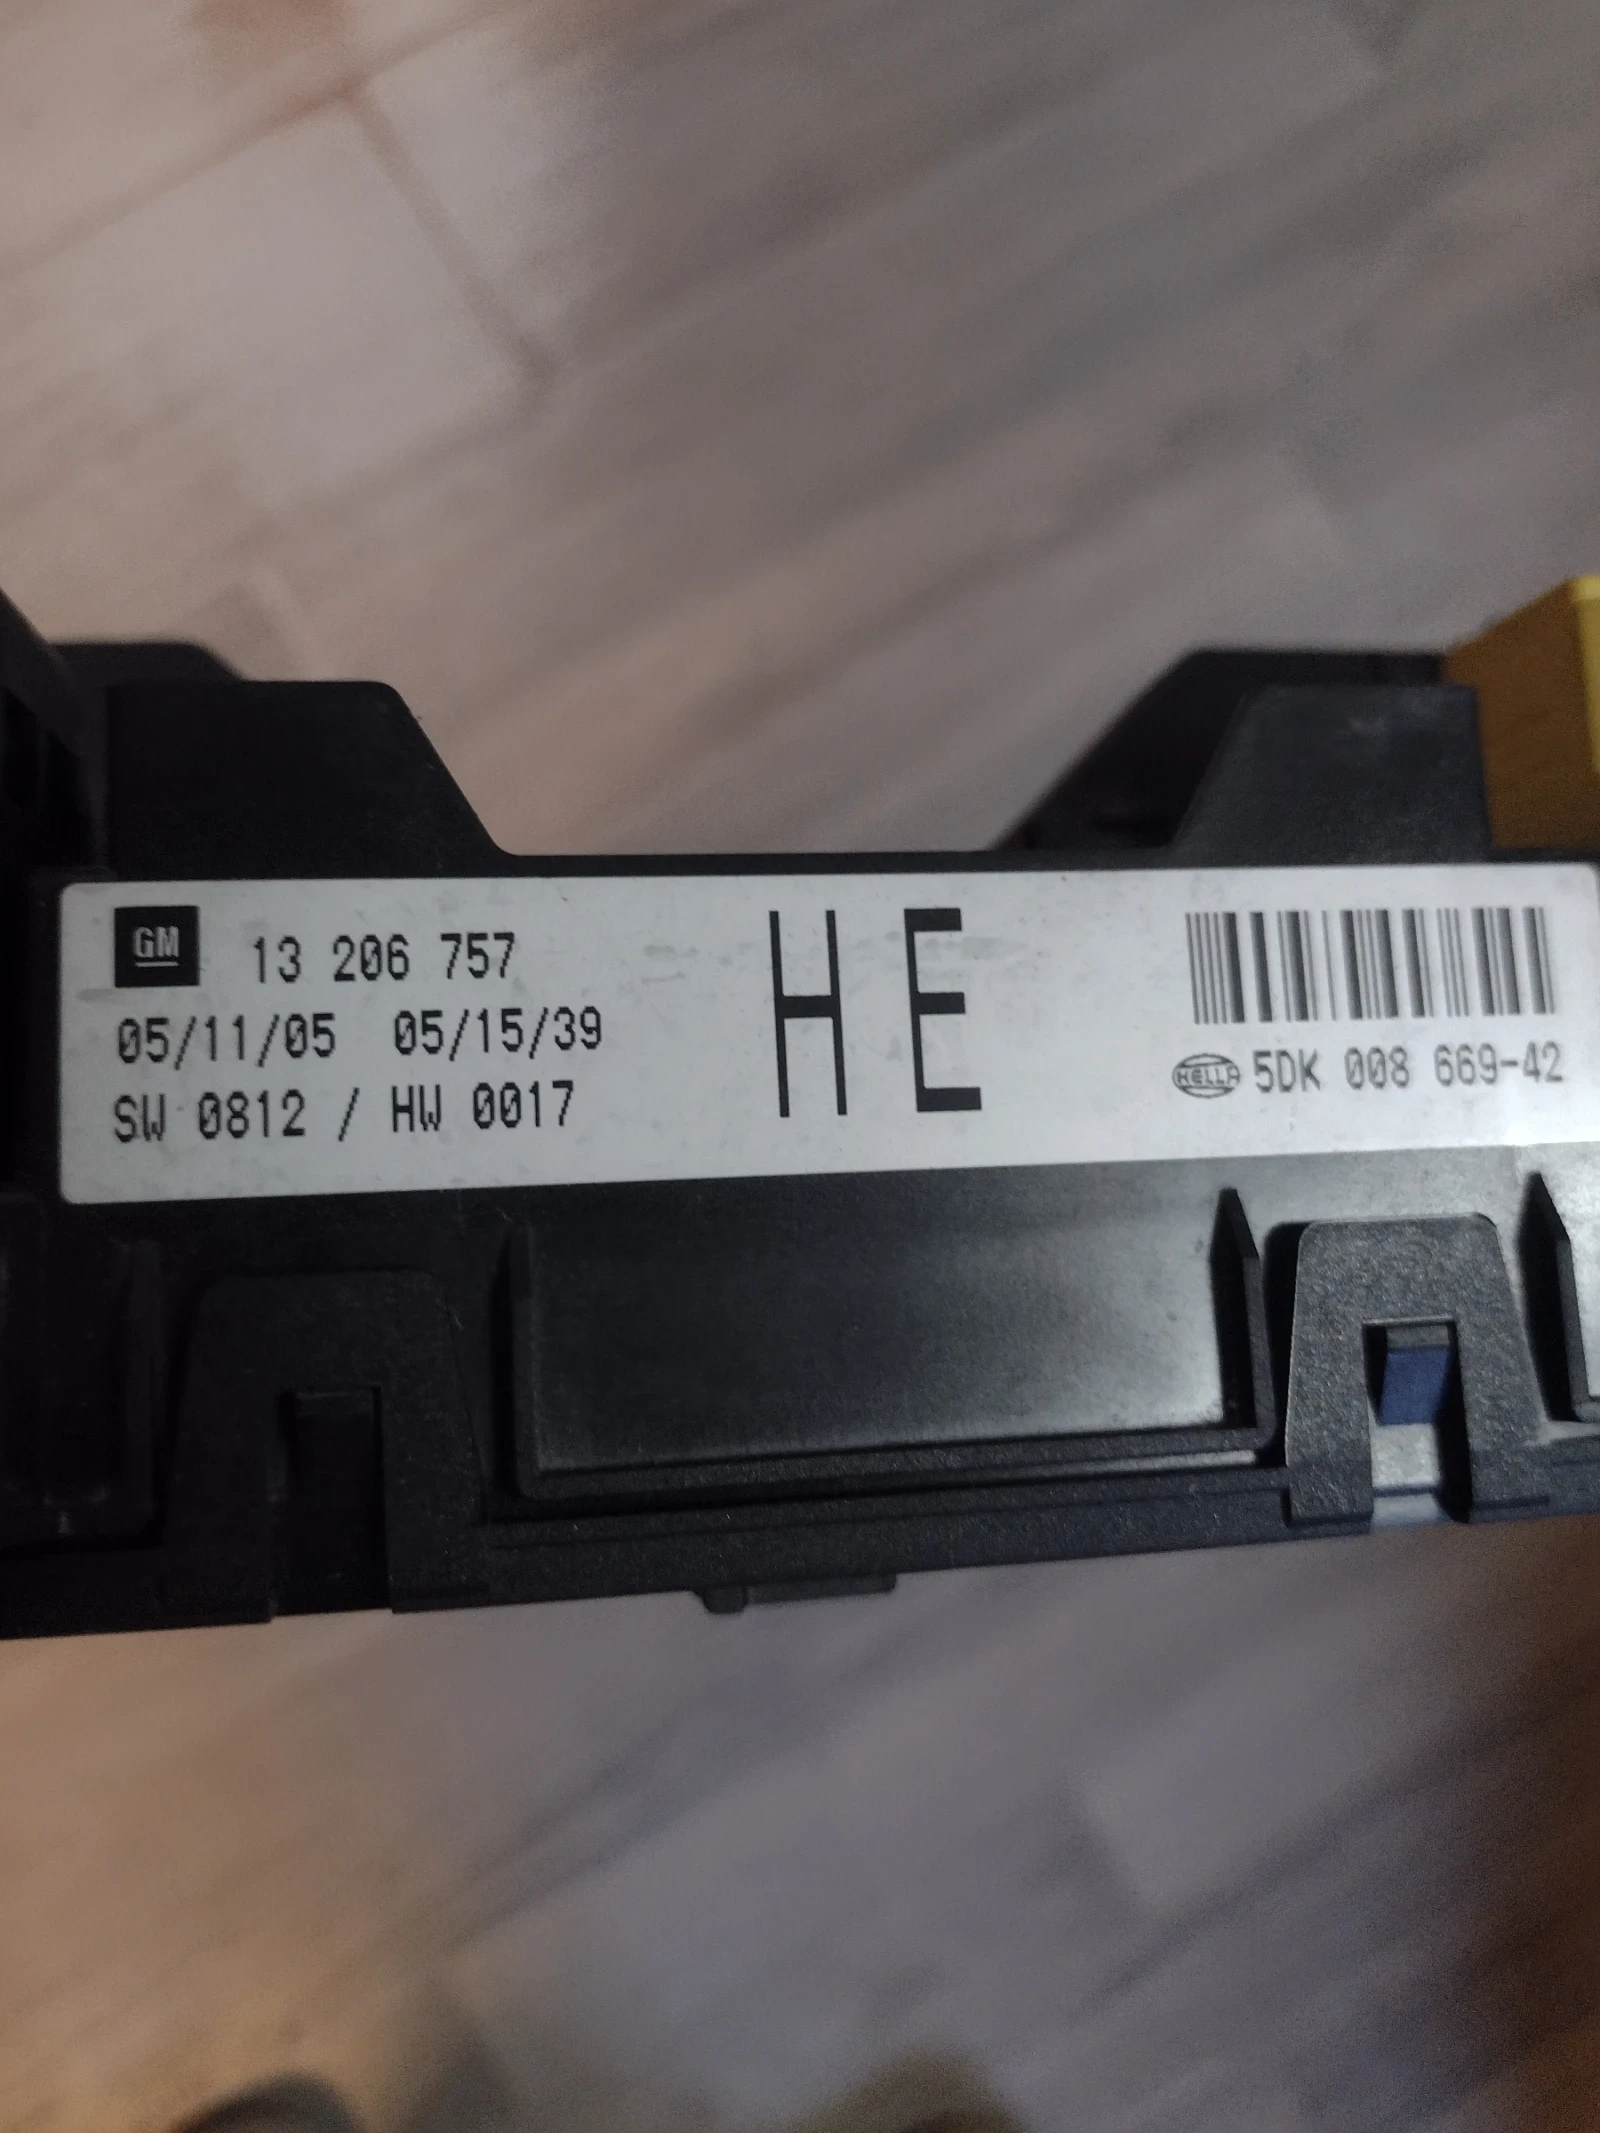 GM 13 206 757
05/11/05 05/15/39
SW 0812 / HW 0017
HE
HELLA 5DK 008 669-42